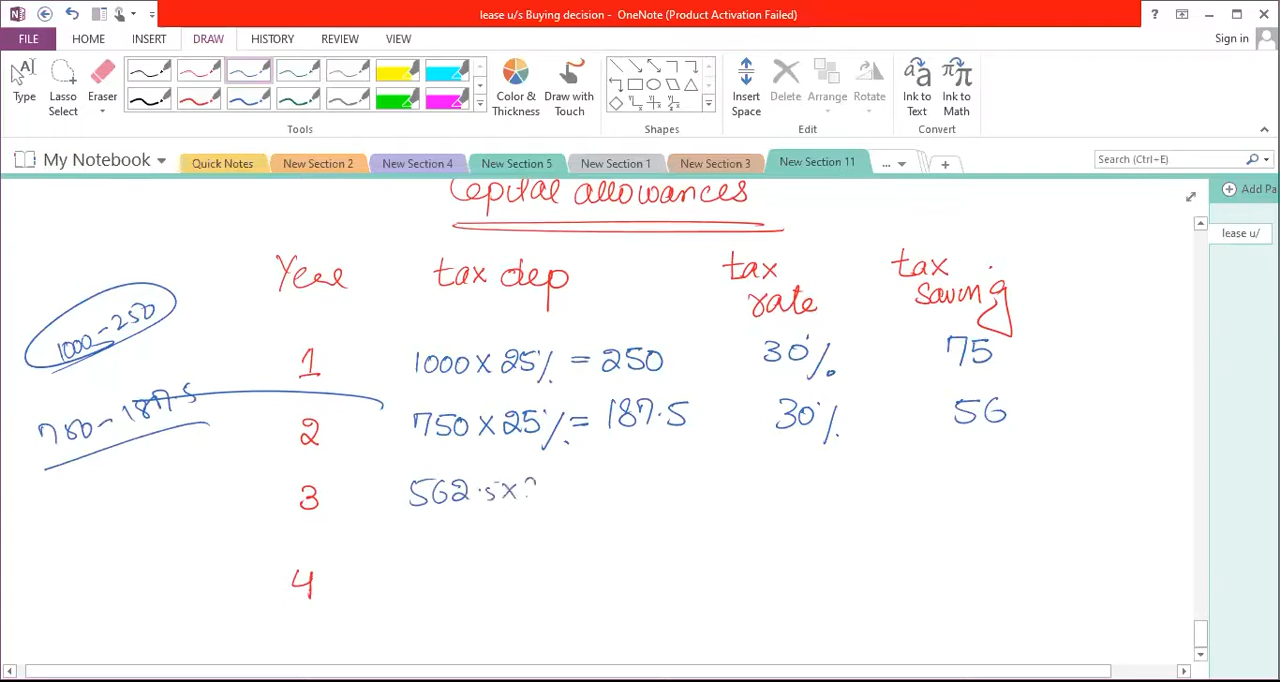 lease u/s Buying decision - OneNote (Product Activation Failed)
FILE HOME INSERT DRAW HISTORY REVIEW VIEW
Sign in
Type
Lasso Select
Eraser
Color & Thickness
Draw with Touch
Insert Space
Delete
Arrange
Rotate
Ink to Text
Ink to Math
Tools
Shapes
Edit
Convert
My Notebook
Quick Notes
New Section 2
New Section 4
New Section 5
New Section 1
New Section 3
New Section 11
...
Search (Ctrl+E)
Add Pa
lease u/
Capital allowances
Year tax dep tax rate tax saving
1000-250
1 1000 x 25% = 250 30% 75
750-187.5
2 750 x 25% = 187.5 30% 56
3 562.5 x
4